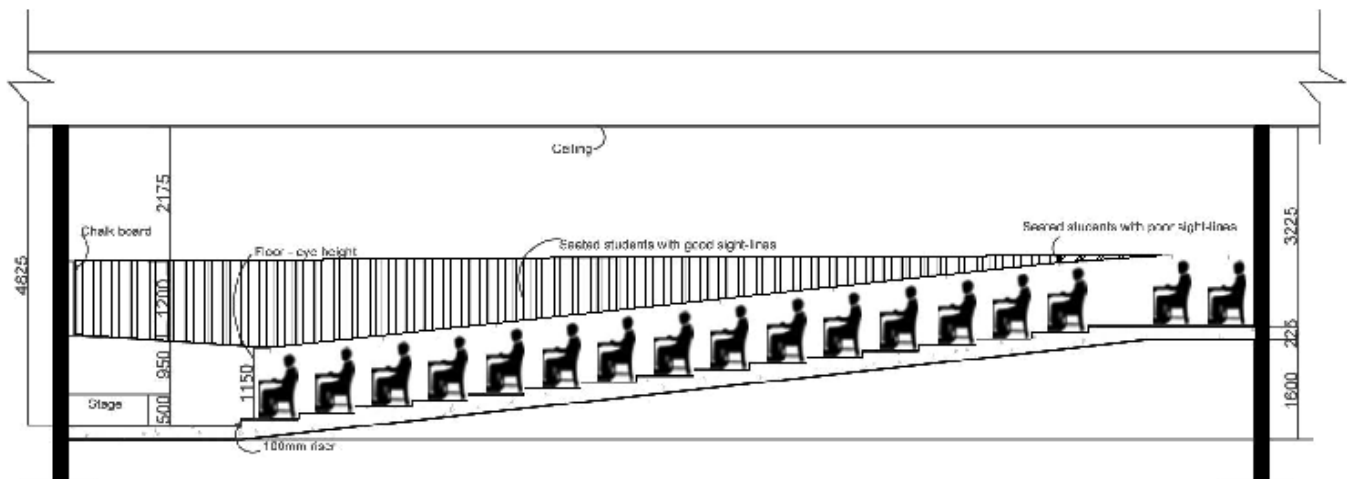 Ceiling
2175
3225
Chalk board
Floor - eye height
Seated students with good sight-lines
Seated students with poor sight-lines
4825
1200
950
1150
225
1600
Stage
500
100mm riser